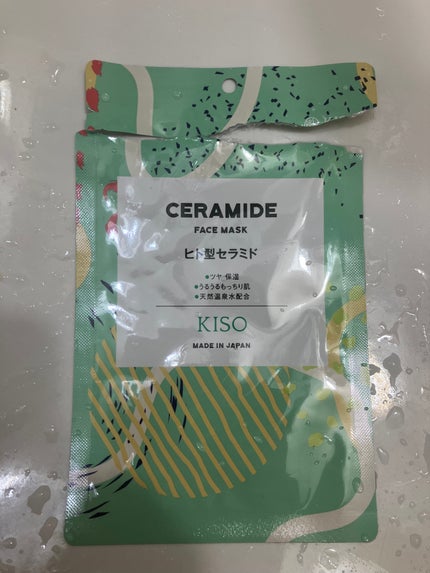 CERAMIDE
FACE MASK
ヒト型セラミド
●ツヤ・保湿
●うるうるもっちり肌
●天然温泉水配合
KISO
MADE IN JAPAN